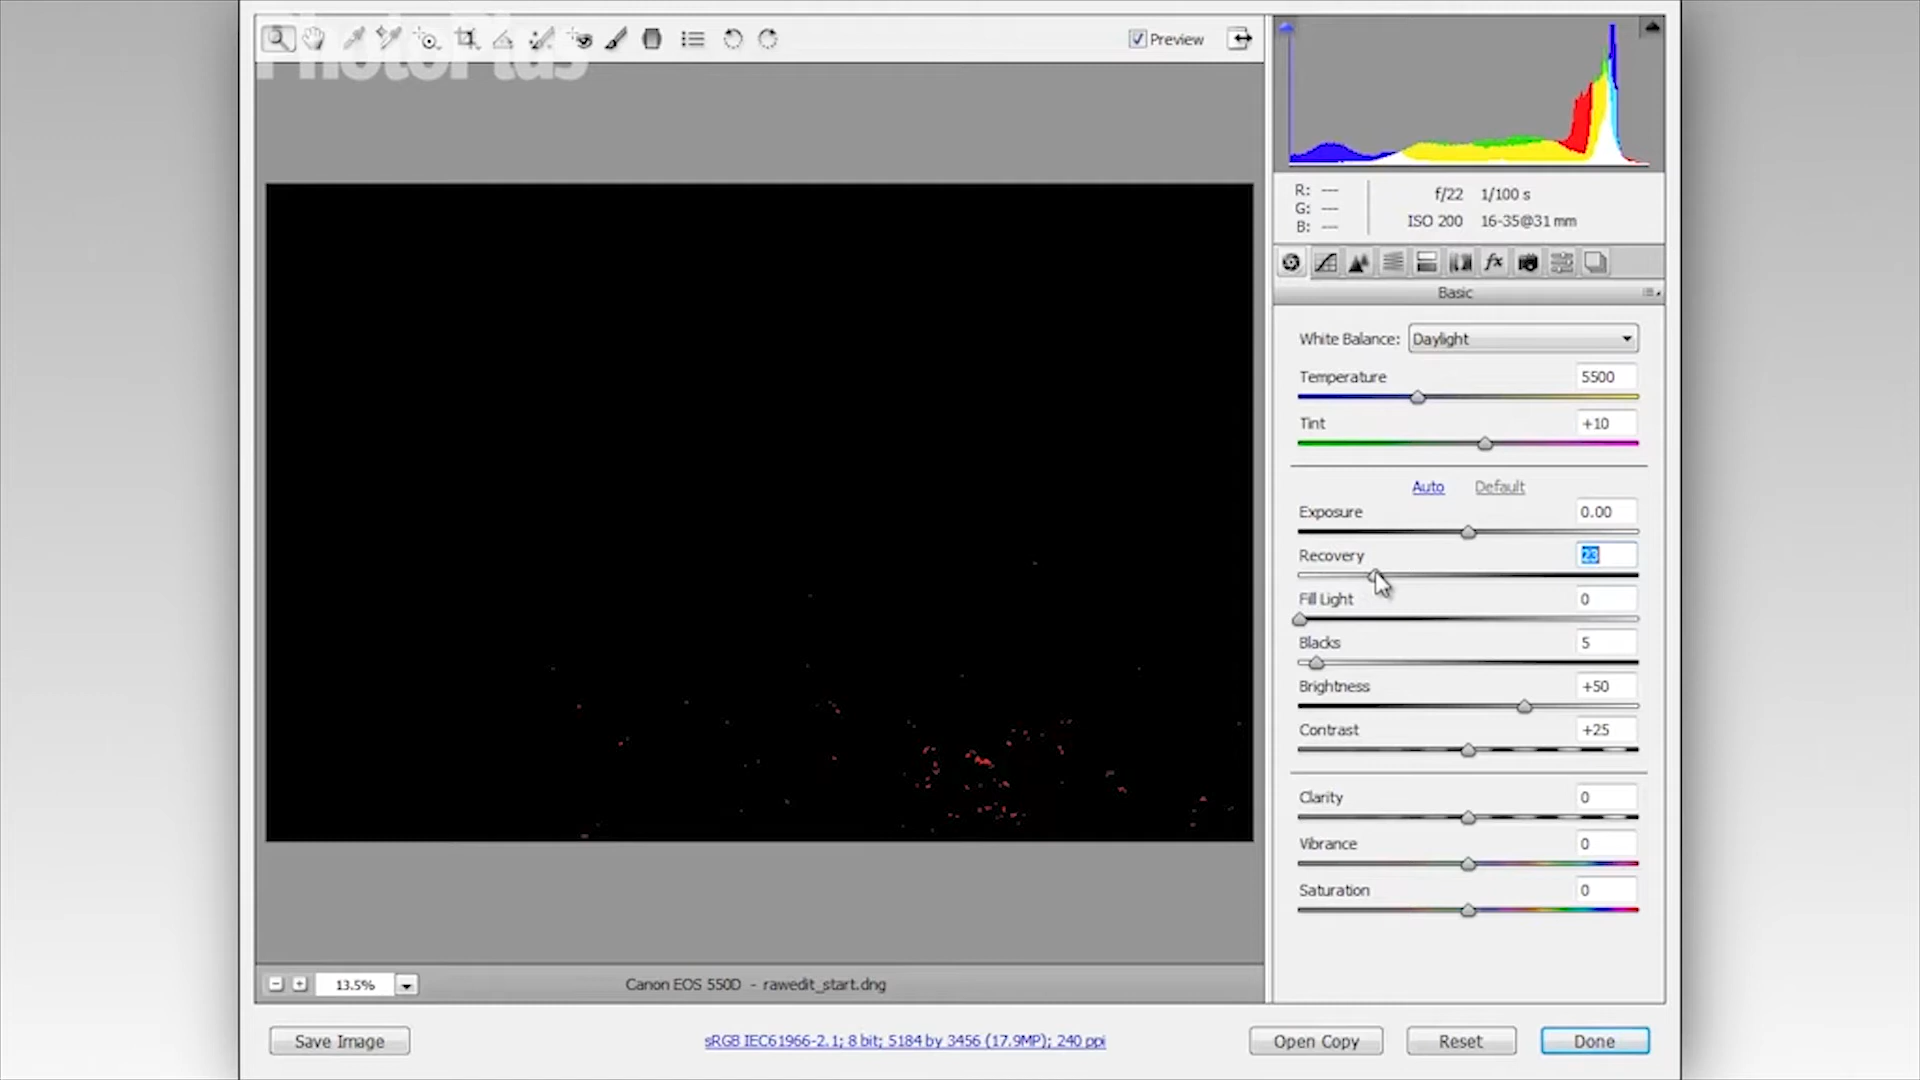 PhotoPlus
Preview
R: ---
G: ---
B: ---
f/22 1/100 s
ISO 200 16-35@31 mm
fx
Basic
White Balance: Daylight
Temperature 5500
Tint +10
Auto Default
Exposure 0.00
Recovery 23
Fill Light 0
Blacks 5
Brightness +50
Contrast +25
Clarity 0
Vibrance 0
Saturation 0
13.5%
Canon EOS 550D - rawedit_start.dng
Save Image
sRGB IEC61966-2.1; 8 bit; 5184 by 3456 (17.9MP); 240 ppi
Open Copy
Reset
Done